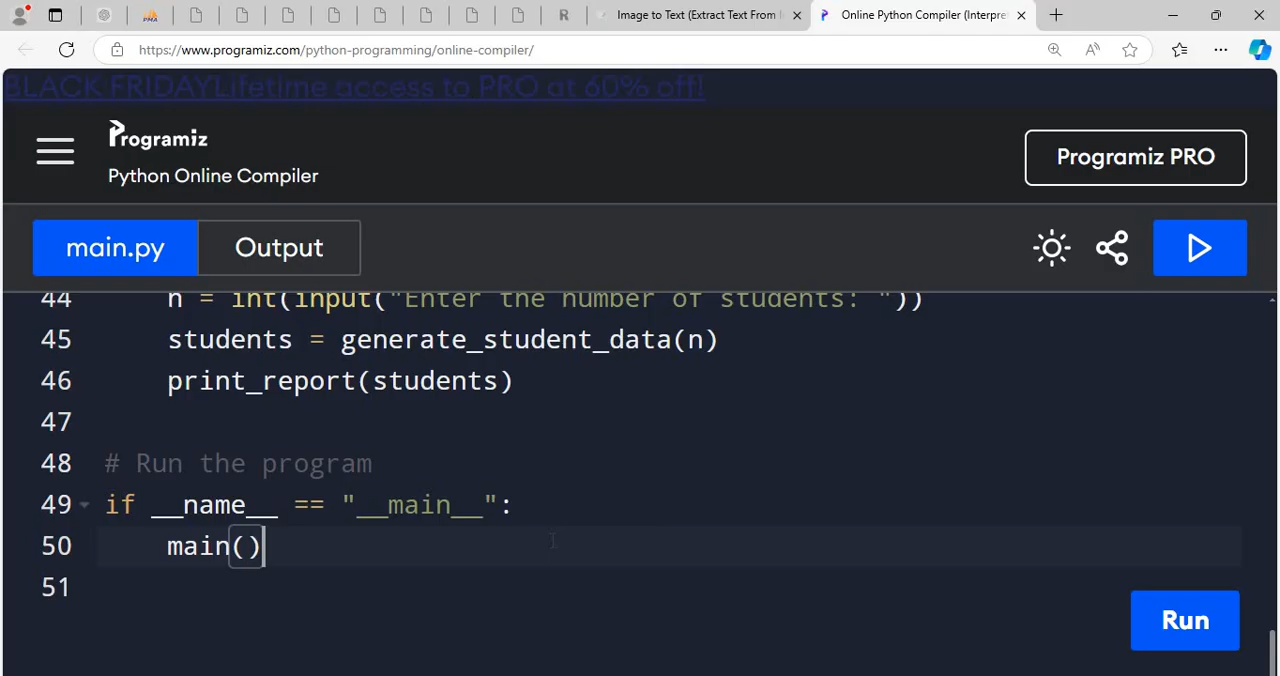 Image to Text (Extract Text From
Online Python Compiler (Interpre
https://www.programiz.com/python-programming/online-compiler/
BLACK FRIDAYLifetime access to PRO at 60% off!
Programiz
Python Online Compiler
Programiz PRO
main.py
Output
44 n = int(input("Enter the number of students: "))
45 students = generate_student_data(n)
46 print_report(students)
47
48 # Run the program
49 if __name__ == "__main__":
50 main()
51
Run